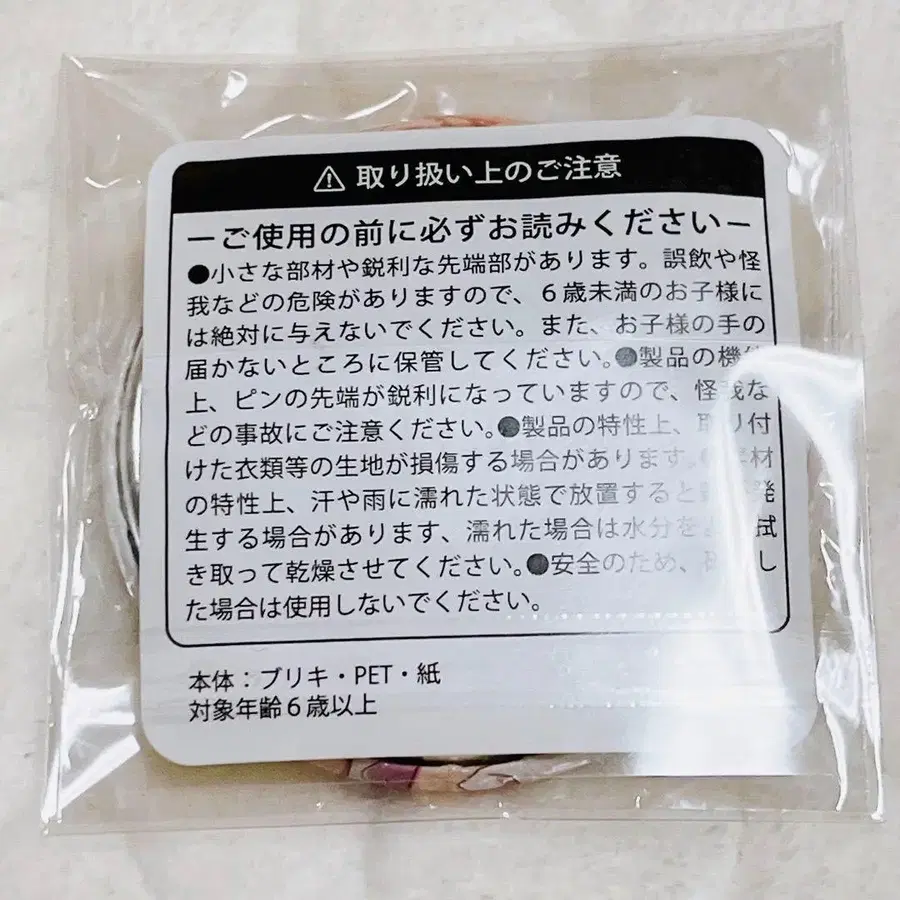 ⚠ 取り扱い上のご注意
ーご使用の前に必ずお読みくださいー
●小さな部材や鋭利な先端部があります。誤飲や怪
我などの危険がありますので、6歳未満のお子様に
は絶対に与えないでください。また、お子様の手の
届かないところに保管してください。●製品の機能
上、ピンの先端が鋭利になっていますので、怪我な
どの事故にご注意ください。●製品の特性上、取り付
けた衣類等の生地が損傷する場合があります。●素材
の特性上、汗や雨に濡れた状態で放置すると 発
生する場合があります、濡れた場合は水分を 拭
き取って乾燥させてください。●安全のため、 し
た場合は使用しないでください。
本体：ブリキ・PET・紙
対象年齢6歳以上